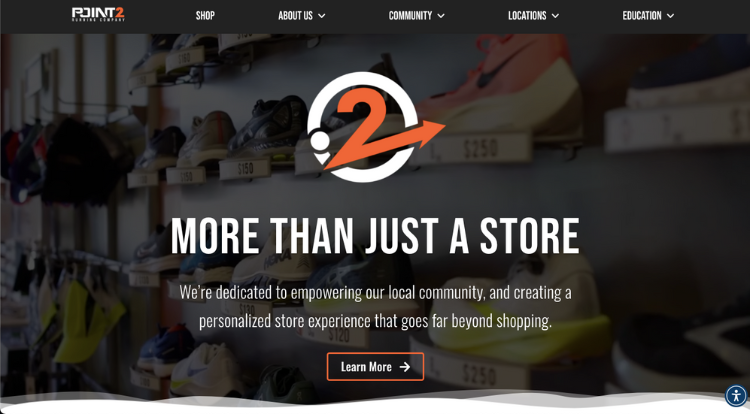 POINT2
RUNNING COMPANY
SHOP
ABOUT US
COMMUNITY
LOCATIONS
EDUCATION
2
$250
$150
$150
MORE THAN JUST A STORE
We're dedicated to empowering our local community, and creating a
personalized store experience that goes far beyond shopping.
$120
Learn More
$250